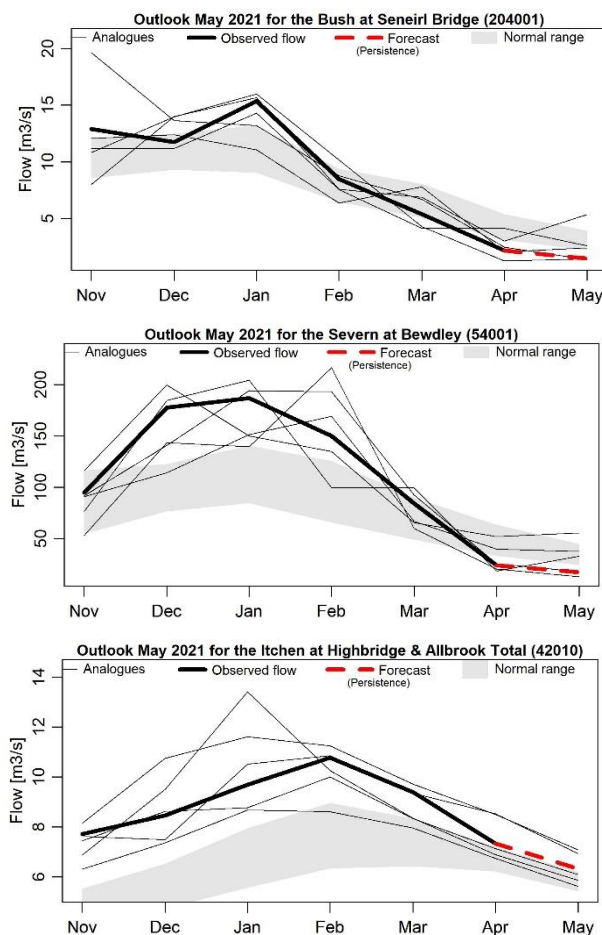 Outlook May 2021 for the Bush at Seneirl Bridge (204001)
Analogues Observed flow Forecast Normal range
(Persistence)
Flow [m3/s]
20
15
10
5
Nov Dec Jan Feb Mar Apr May
Outlook May 2021 for the Severn at Bewdley (54001)
Analogues Observed flow Forecast Normal range
(Persistence)
Flow [m3/s]
200
150
100
50
Nov Dec Jan Feb Mar Apr May
Outlook May 2021 for the Itchen at Highbridge & Allbrook Total (42010)
Analogues Observed flow Forecast Normal range
(Persistence)
Flow [m3/s]
14
12
10
8
6
Nov Dec Jan Feb Mar Apr May